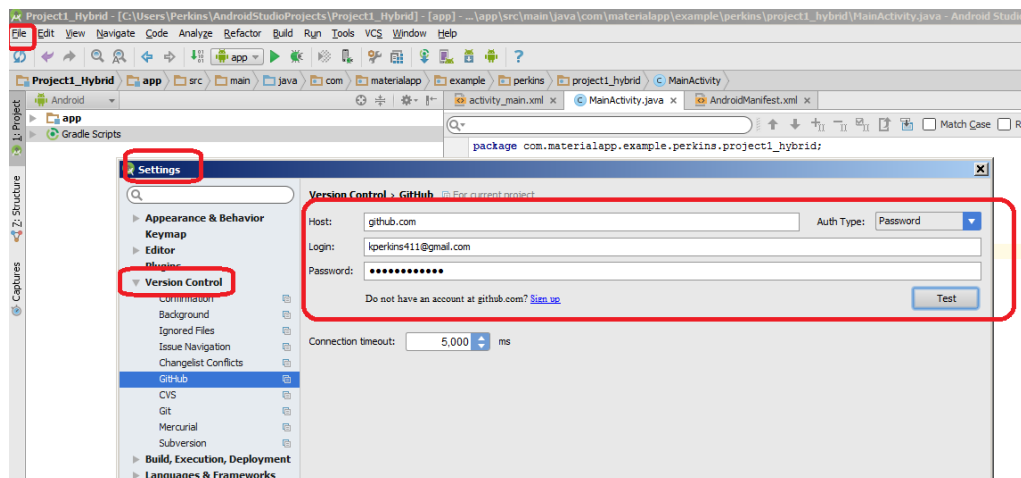 Project1_Hybrid - [C:\Users\Perkins\AndroidStudioProjects\Project1_Hybrid] - [app] - ...\app\src\main\java\com\materialapp\example\perkins\project1_hybrid\MainActivity.java - Android Studio
File Edit View Navigate Code Analyze Refactor Build Run Tools VCS Window Help
app
Project1_Hybrid app src main java com materialapp example perkins project1_hybrid MainActivity
Android activity_main.xml MainActivity.java AndroidManifest.xml
1: Project
app
Gradle Scripts
Match Case R
package com.materialapp.example.perkins.project1_hybrid;
Settings
Version Control › GitHub For current project
Appearance & Behavior
Host: github.com Auth Type: Password
Keymap
Editor
Login: kperkins411@gmail.com
Plugins
Password:
Version Control
Confirmation
Do not have an account at github.com? Sign up Test
Background
Ignored Files
Issue Navigation
Connection timeout: 5,000 ms
Changelist Conflicts
GitHub
CVS
Git
Mercurial
Subversion
Build, Execution, Deployment
Languages & Frameworks
Z: Structure
Captures